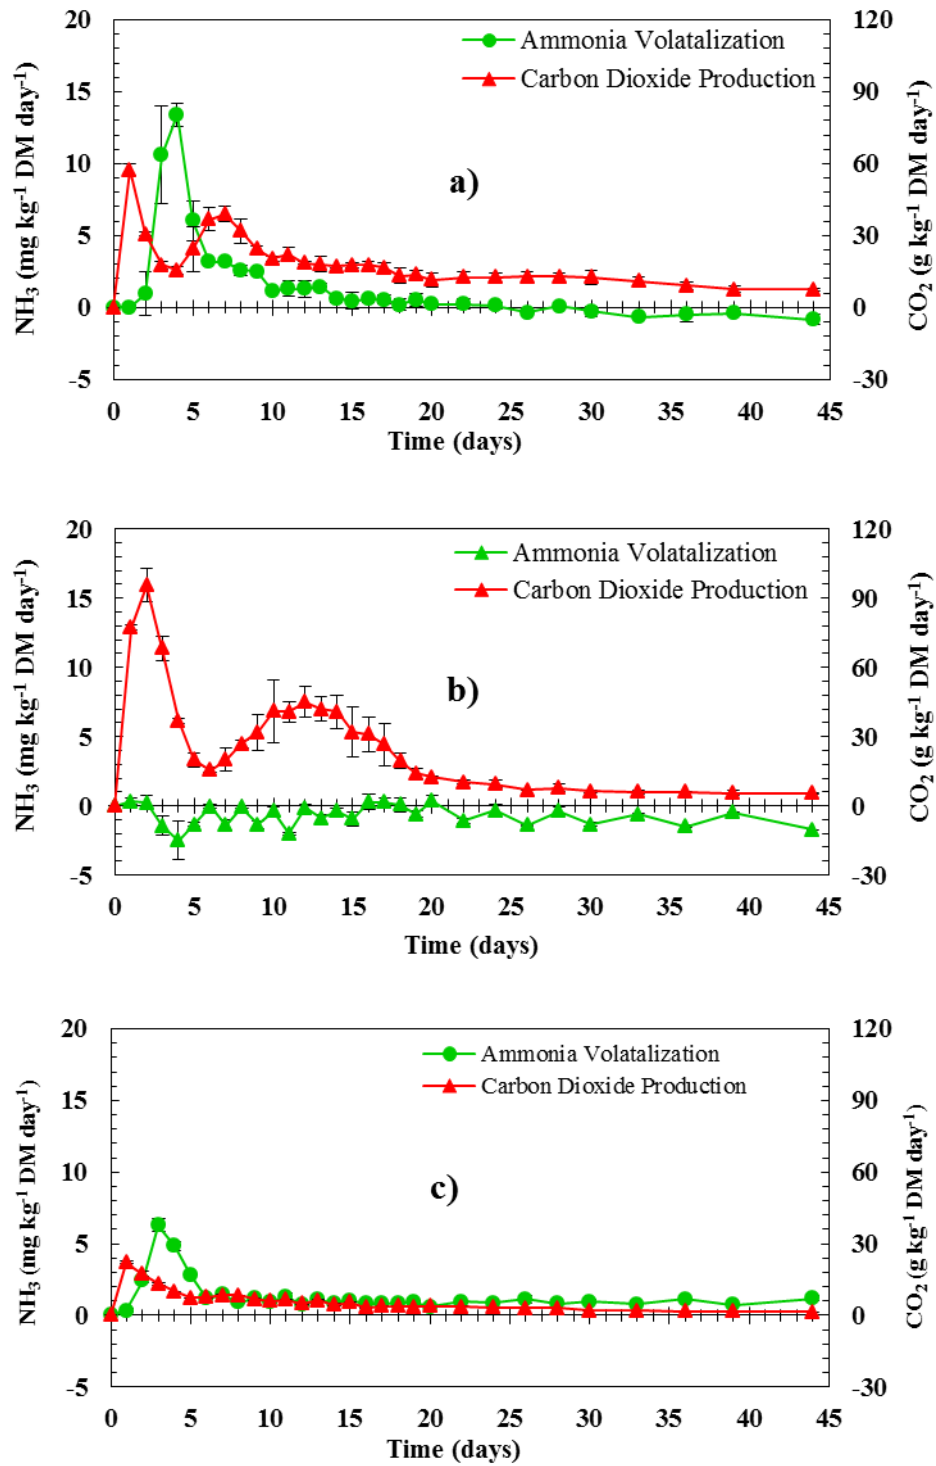 20
15
10
5
0
-5
NH₃ (mg kg⁻¹ DM day⁻¹)
120
90
60
30
0
-30
CO₂ (g kg⁻¹ DM day⁻¹)
Ammonia Volatalization
Carbon Dioxide Production
a)
0 5 10 15 20 25 30 35 40 45
Time (days)
20
15
10
5
0
-5
NH₃ (mg kg⁻¹ DM day⁻¹)
120
90
60
30
0
-30
CO₂ (g kg⁻¹ DM day⁻¹)
Ammonia Volatalization
Carbon Dioxide Production
b)
0 5 10 15 20 25 30 35 40 45
Time (days)
20
15
10
5
0
-5
NH₃ (mg kg⁻¹ DM day⁻¹)
120
90
60
30
0
-30
CO₂ (g kg⁻¹ DM day⁻¹)
Ammonia Volatalization
Carbon Dioxide Production
c)
0 5 10 15 20 25 30 35 40 45
Time (days)